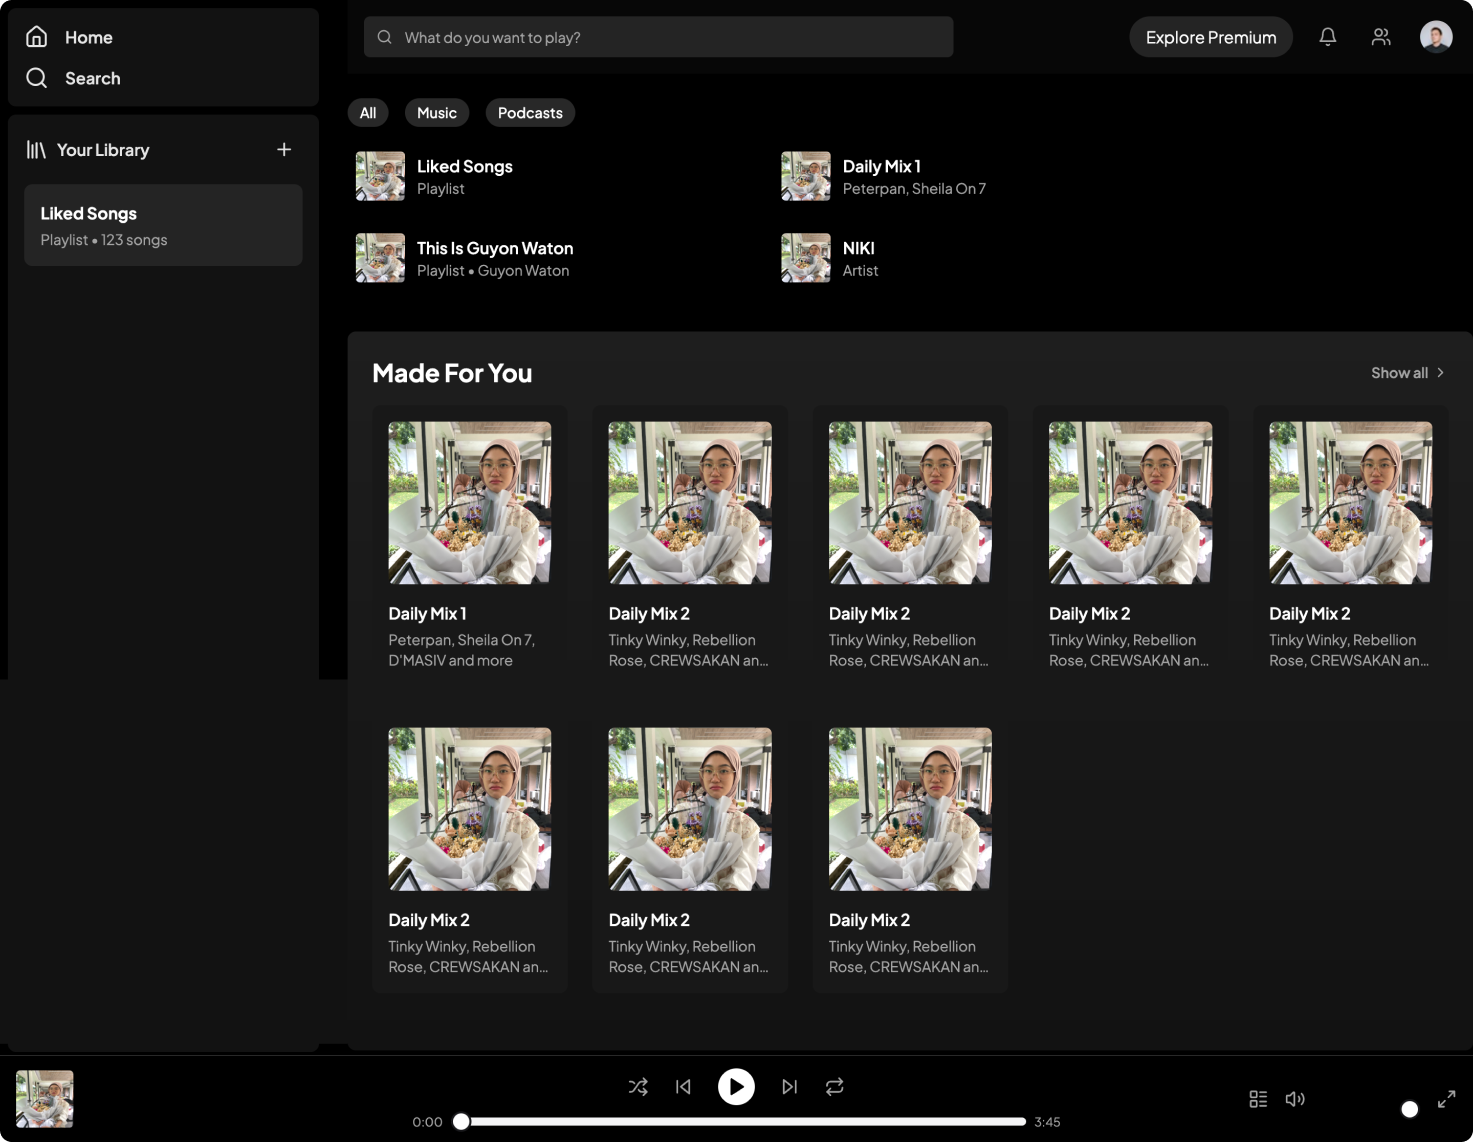 Home
Search
What do you want to play?
Explore Premium
Your Library
Liked Songs
Playlist • 123 songs
All
Music
Podcasts
Liked Songs
Playlist
Daily Mix 1
Peterpan, Sheila On 7
This Is Guyon Waton
Playlist • Guyon Waton
NIKI
Artist
Made For You
Show all
Daily Mix 1
Peterpan, Sheila On 7,
D'MASIV and more
Daily Mix 2
Tinky Winky, Rebellion
Rose, CREWSAKAN an...
Daily Mix 2
Tinky Winky, Rebellion
Rose, CREWSAKAN an...
Daily Mix 2
Tinky Winky, Rebellion
Rose, CREWSAKAN an...
Daily Mix 2
Tinky Winky, Rebellion
Rose, CREWSAKAN an...
Daily Mix 2
Tinky Winky, Rebellion
Rose, CREWSAKAN an...
Daily Mix 2
Tinky Winky, Rebellion
Rose, CREWSAKAN an...
Daily Mix 2
Tinky Winky, Rebellion
Rose, CREWSAKAN an...
0:00
3:45